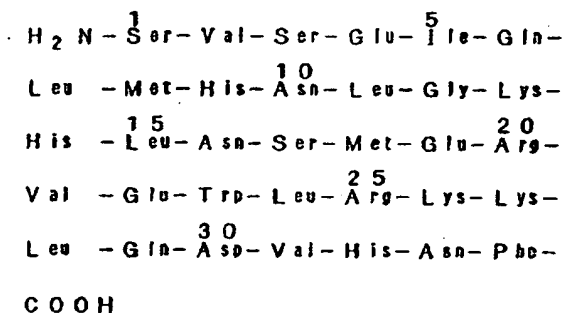 1 5
H2N-Ser-Val-Ser-Glu-Ile-Gln-
10
Leu-Met-His-Asn-Leu-Gly-Lys-
15 20
His-Leu-Asn-Ser-Met-Glu-Arg-
25
Val-Glu-Trp-Leu-Arg-Lys-Lys-
30
Leu-Gln-Asp-Val-His-Asn-Phe-
COOH